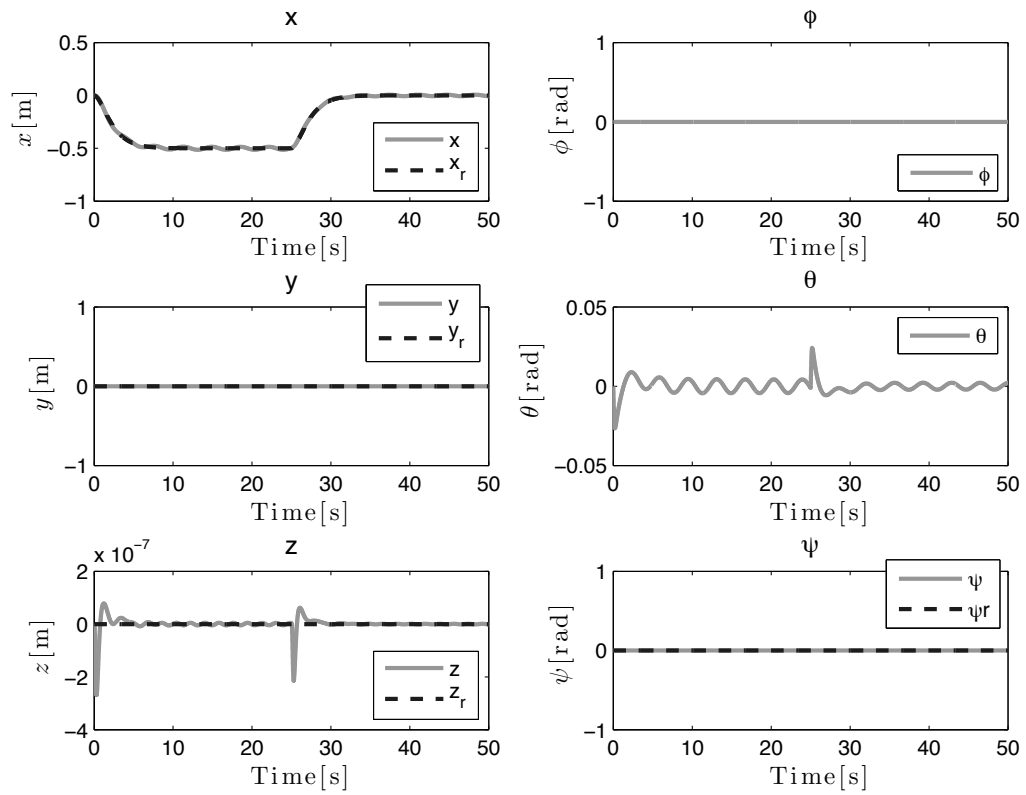 x
0.5
0
−0.5
−1
x[m]
x
x_r
0 10 20 30 40 50
Time[s]
ϕ
1
0
−1
ϕ[rad]
ϕ
0 10 20 30 40 50
Time[s]
y
1
0
−1
y[m]
y
y_r
0 10 20 30 40 50
Time[s]
θ
0.05
0
−0.05
θ[rad]
θ
0 10 20 30 40 50
Time[s]
z
x 10⁻⁷
2
0
−2
−4
z[m]
z
z_r
0 10 20 30 40 50
Time[s]
ψ
1
0
−1
ψ[rad]
ψ
ψr
0 10 20 30 40 50
Time[s]